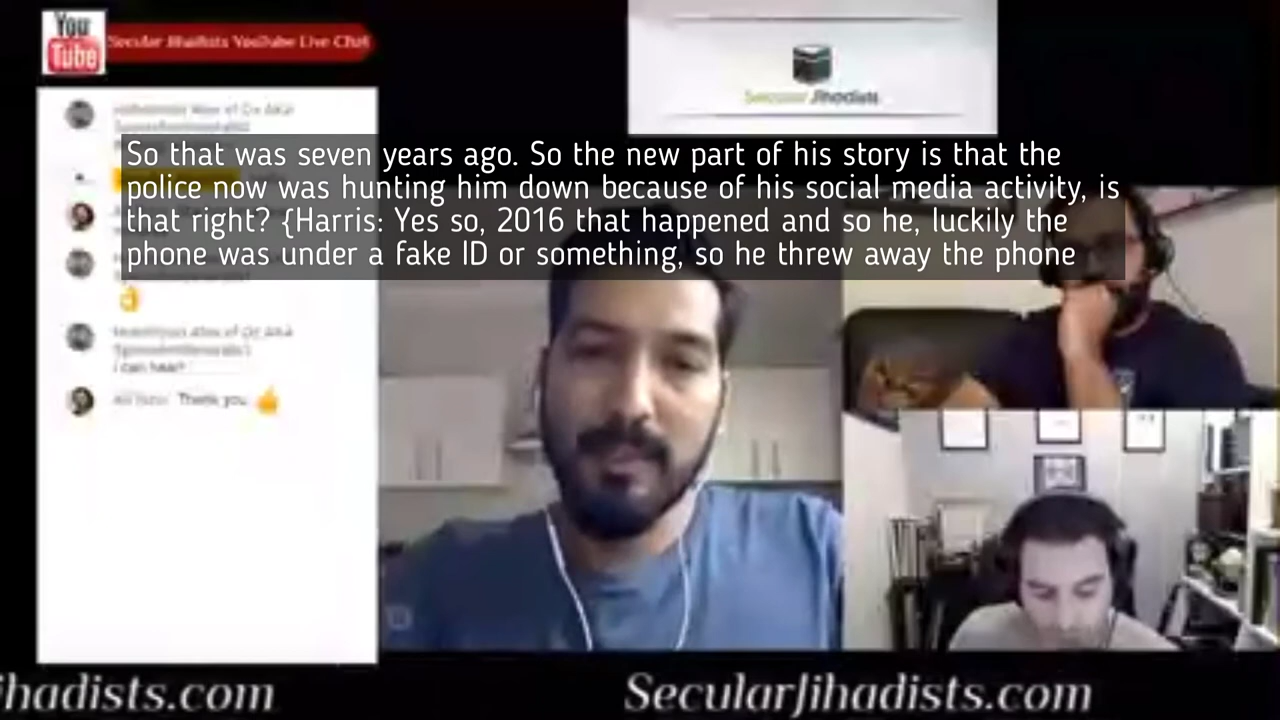 You
Tube
Secular Jihadists YouTube Live Chat
Secular Jihadists
So that was seven years ago. So the new part of his story is that the
police now was hunting him down because of his social media activity, is
that right? {Harris: Yes so, 2016 that happened and so he, luckily the
phone was under a fake ID or something, so he threw away the phone
i can hear
Thank you
jihadists.com
SecularJihadists.com